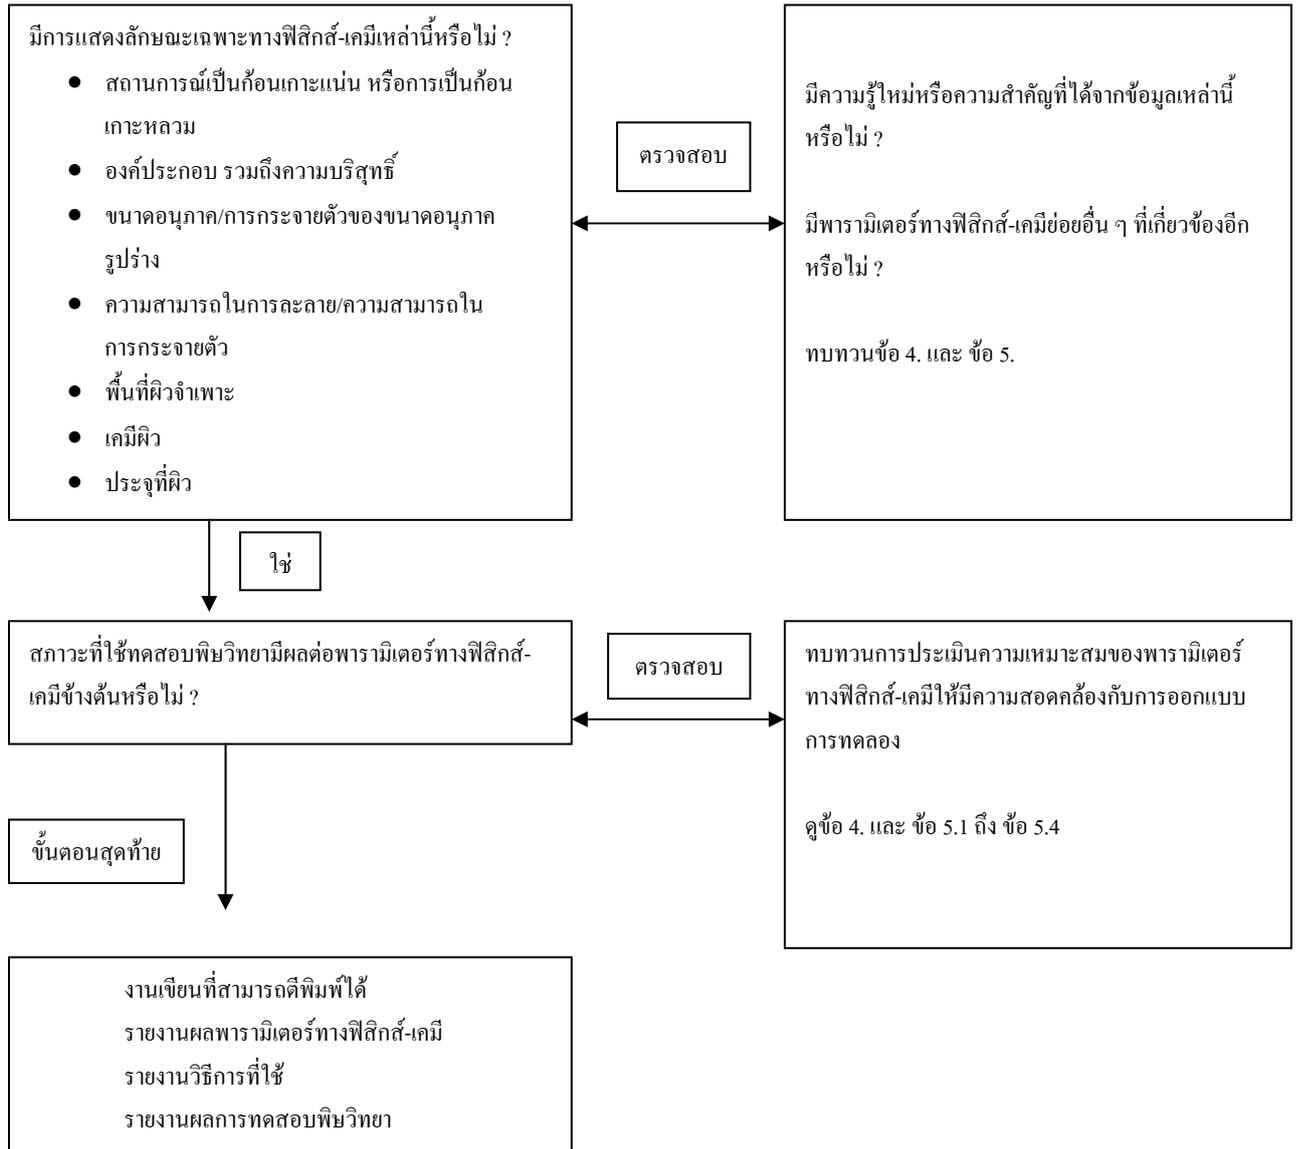 มีการแสดงลักษณะเฉพาะทางฟิสิกส์-เคมีเหล่านี้หรือไม่ ?
● สถานการณ์เป็นก้อนเกาะแน่น หรือการเป็นก้อน
เกาะหลวม
● องค์ประกอบ รวมถึงความบริสุทธิ์
● ขนาดอนุภาค/การกระจายตัวของขนาดอนุภาค
รูปร่าง
● ความสามารถในการละลาย/ความสามารถใน
การกระจายตัว
● พื้นที่ผิวจำเพาะ
● เคมีผิว
● ประจุที่ผิว
ตรวจสอบ
มีความรู้ใหม่หรือความสำคัญที่ได้จากข้อมูลเหล่านี้
หรือไม่ ?
มีพารามิเตอร์ทางฟิสิกส์-เคมีย่อยอื่น ๆ ที่เกี่ยวข้องอีก
หรือไม่ ?
ทบทวนข้อ 4. และ ข้อ 5.
ใช่
สภาวะที่ใช้ทดสอบพิษวิทยามีผลต่อพารามิเตอร์ทางฟิสิกส์-
เคมีข้างต้นหรือไม่ ?
ตรวจสอบ
ทบทวนการประเมินความเหมาะสมของพารามิเตอร์
ทางฟิสิกส์-เคมีให้มีความสอดคล้องกับการออกแบบ
การทดลอง
ดูข้อ 4. และ ข้อ 5.1 ถึง ข้อ 5.4
ขั้นตอนสุดท้าย
งานเขียนที่สามารถตีพิมพ์ได้
รายงานผลพารามิเตอร์ทางฟิสิกส์-เคมี
รายงานวิธีการที่ใช้
รายงานผลการทดสอบพิษวิทยา